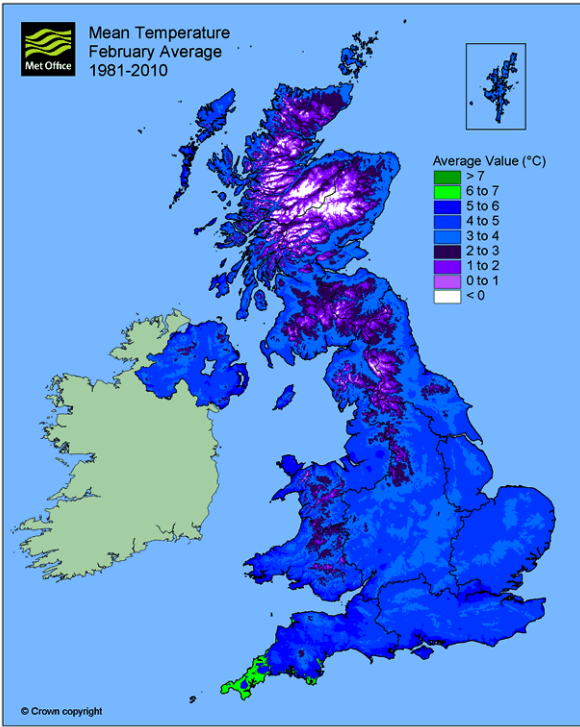 Met Office
Mean Temperature
February Average
1981-2010
Average Value (°C)
> 7
6 to 7
5 to 6
4 to 5
3 to 4
2 to 3
1 to 2
0 to 1
< 0
© Crown copyright